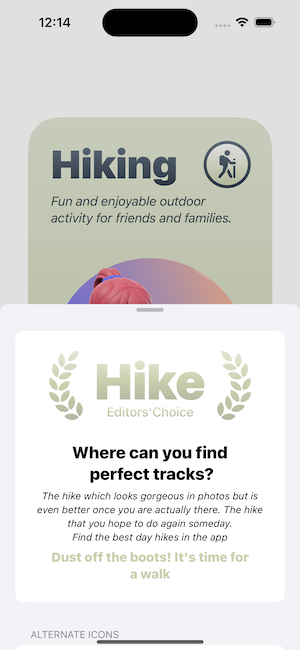 12:14
Hiking
Fun and enjoyable outdoor
activity for friends and families.
Hike
Editors'Choice
Where can you find
perfect tracks?
The hike which looks gorgeous in photos but is
even better once you are actually there. The hike
that you hope to do again someday.
Find the best day hikes in the app
Dust off the boots! It's time for
a walk
ALTERNATE ICONS